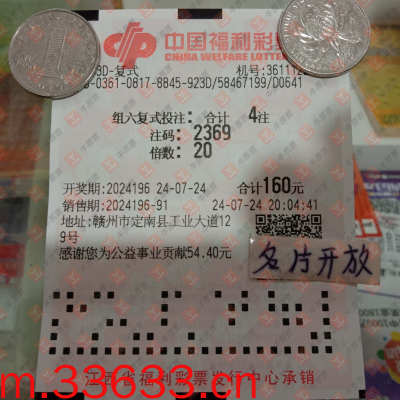 中国福利彩
CHINA WELFARE LOTTE
3D-复式
机号:361112
-0361-0817-8845-923D/58467199/D0641
组六复式投注: 合计 4注
注码: 2369
倍数: 20
开奖期:2024196 24-07-24 合计160元
销售期:2024196-91 24-07-24 20:04:41
地址:赣州市定南县工业大道12
9号
感谢您为公益事业贡献54.40元
名片开放
江西省福利彩票发行中心承销
m.33633.cn